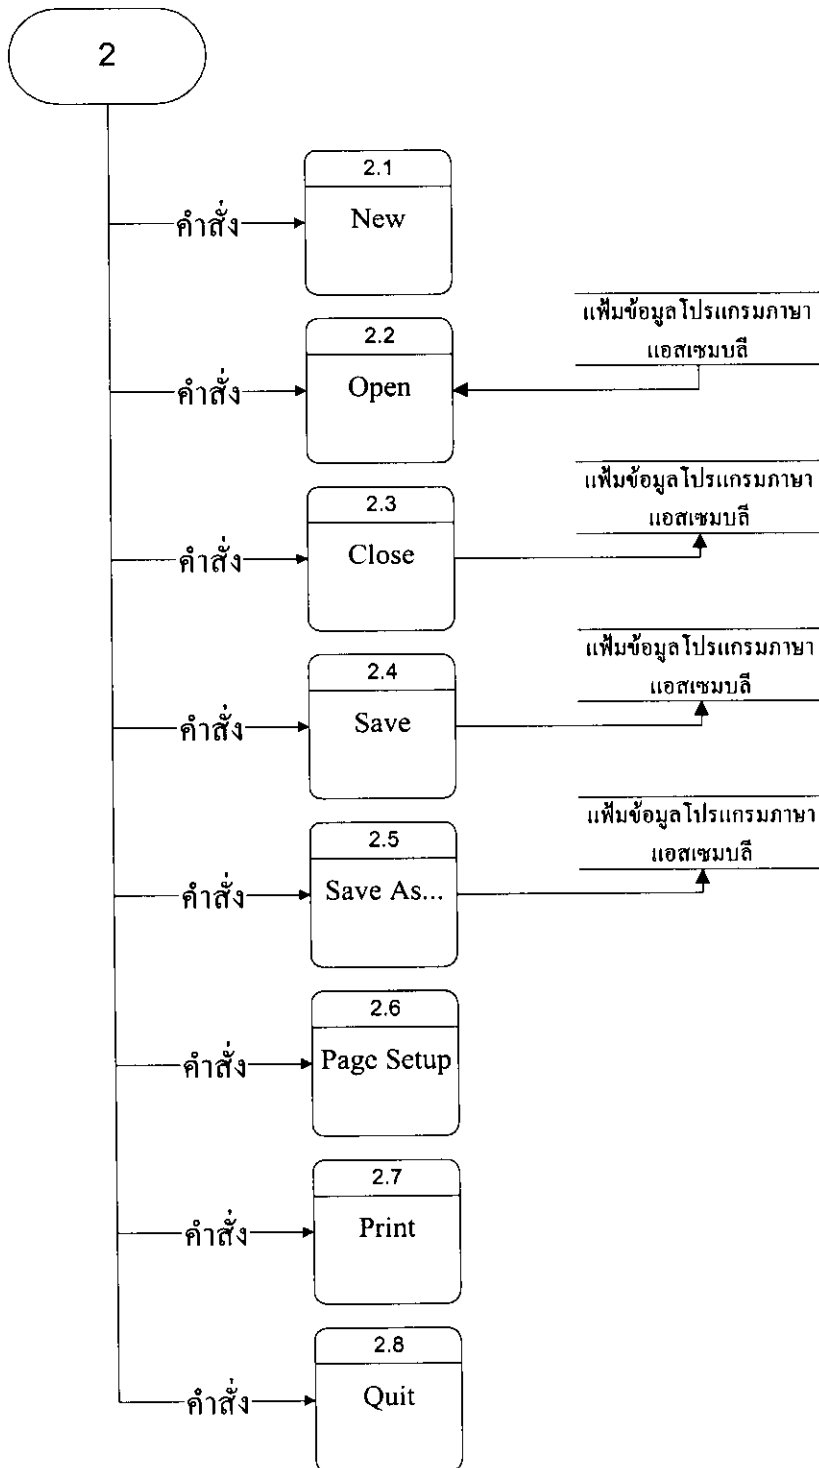 2
2.1
คำสั่ง
New
แฟ้มข้อมูลโปรแกรมภาษา
แอสเซมบลี
2.2
คำสั่ง
Open
แฟ้มข้อมูลโปรแกรมภาษา
แอสเซมบลี
2.3
คำสั่ง
Close
แฟ้มข้อมูลโปรแกรมภาษา
แอสเซมบลี
2.4
คำสั่ง
Save
แฟ้มข้อมูลโปรแกรมภาษา
แอสเซมบลี
2.5
คำสั่ง
Save As...
2.6
คำสั่ง
Page Setup
2.7
คำสั่ง
Print
2.8
คำสั่ง
Quit